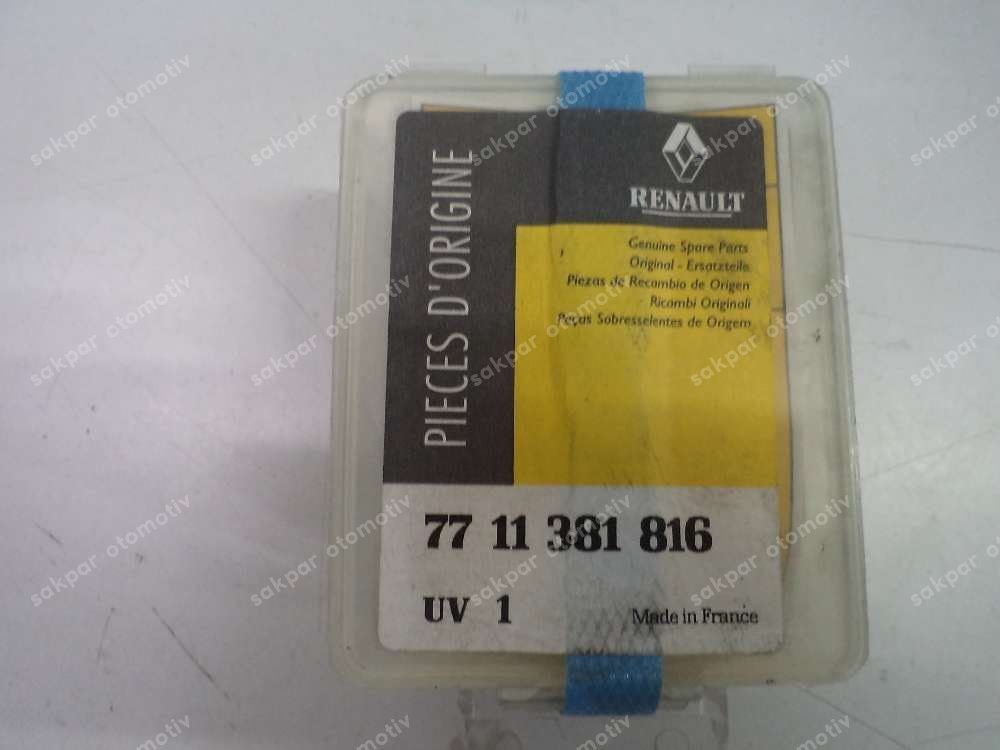 PIECES D'ORIGINE
RENAULT
Genuine Spare Parts
Original - Ersatzteile
Piezas de Recambio de Origen
Ricambi Originali
Peças Sobresselentes de Origem
77 11 381 816
UV 1
Made in France
sakpar otomotiv